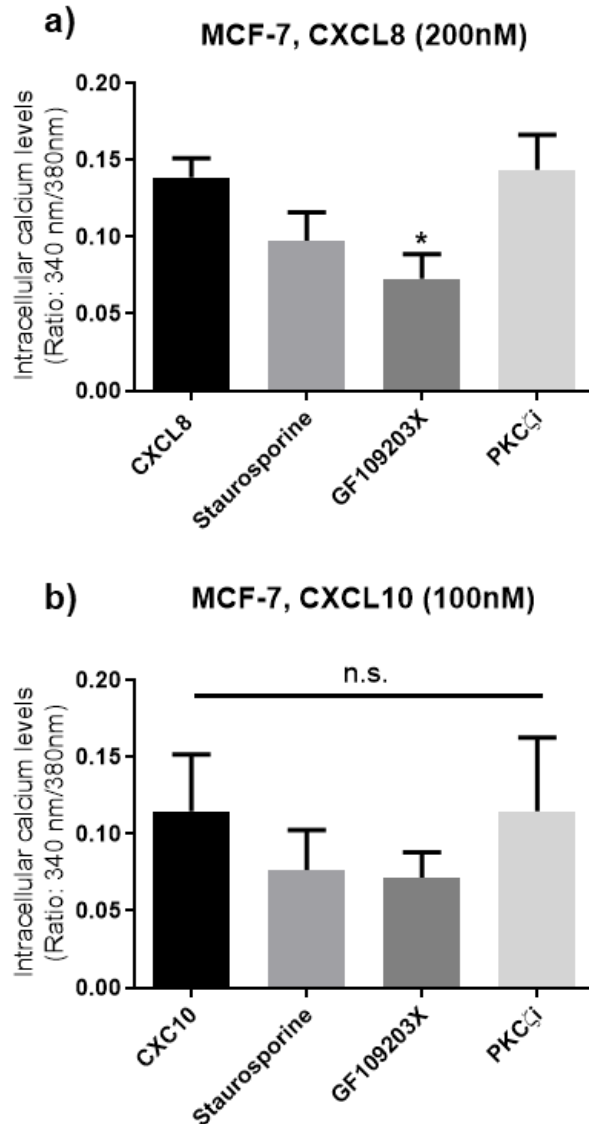 a)
MCF-7, CXCL8 (200nM)
Intracellular calcium levels
(Ratio: 340 nm/380nm)
0.20
0.15
0.10
0.05
0.00
*
CXCL8
Staurosporine
GF109203X
PKCζi
b)
MCF-7, CXCL10 (100nM)
Intracellular calcium levels
(Ratio: 340 nm/380nm)
0.20
0.15
0.10
0.05
0.00
n.s.
CXC10
Staurosporine
GF109203X
PKCζi